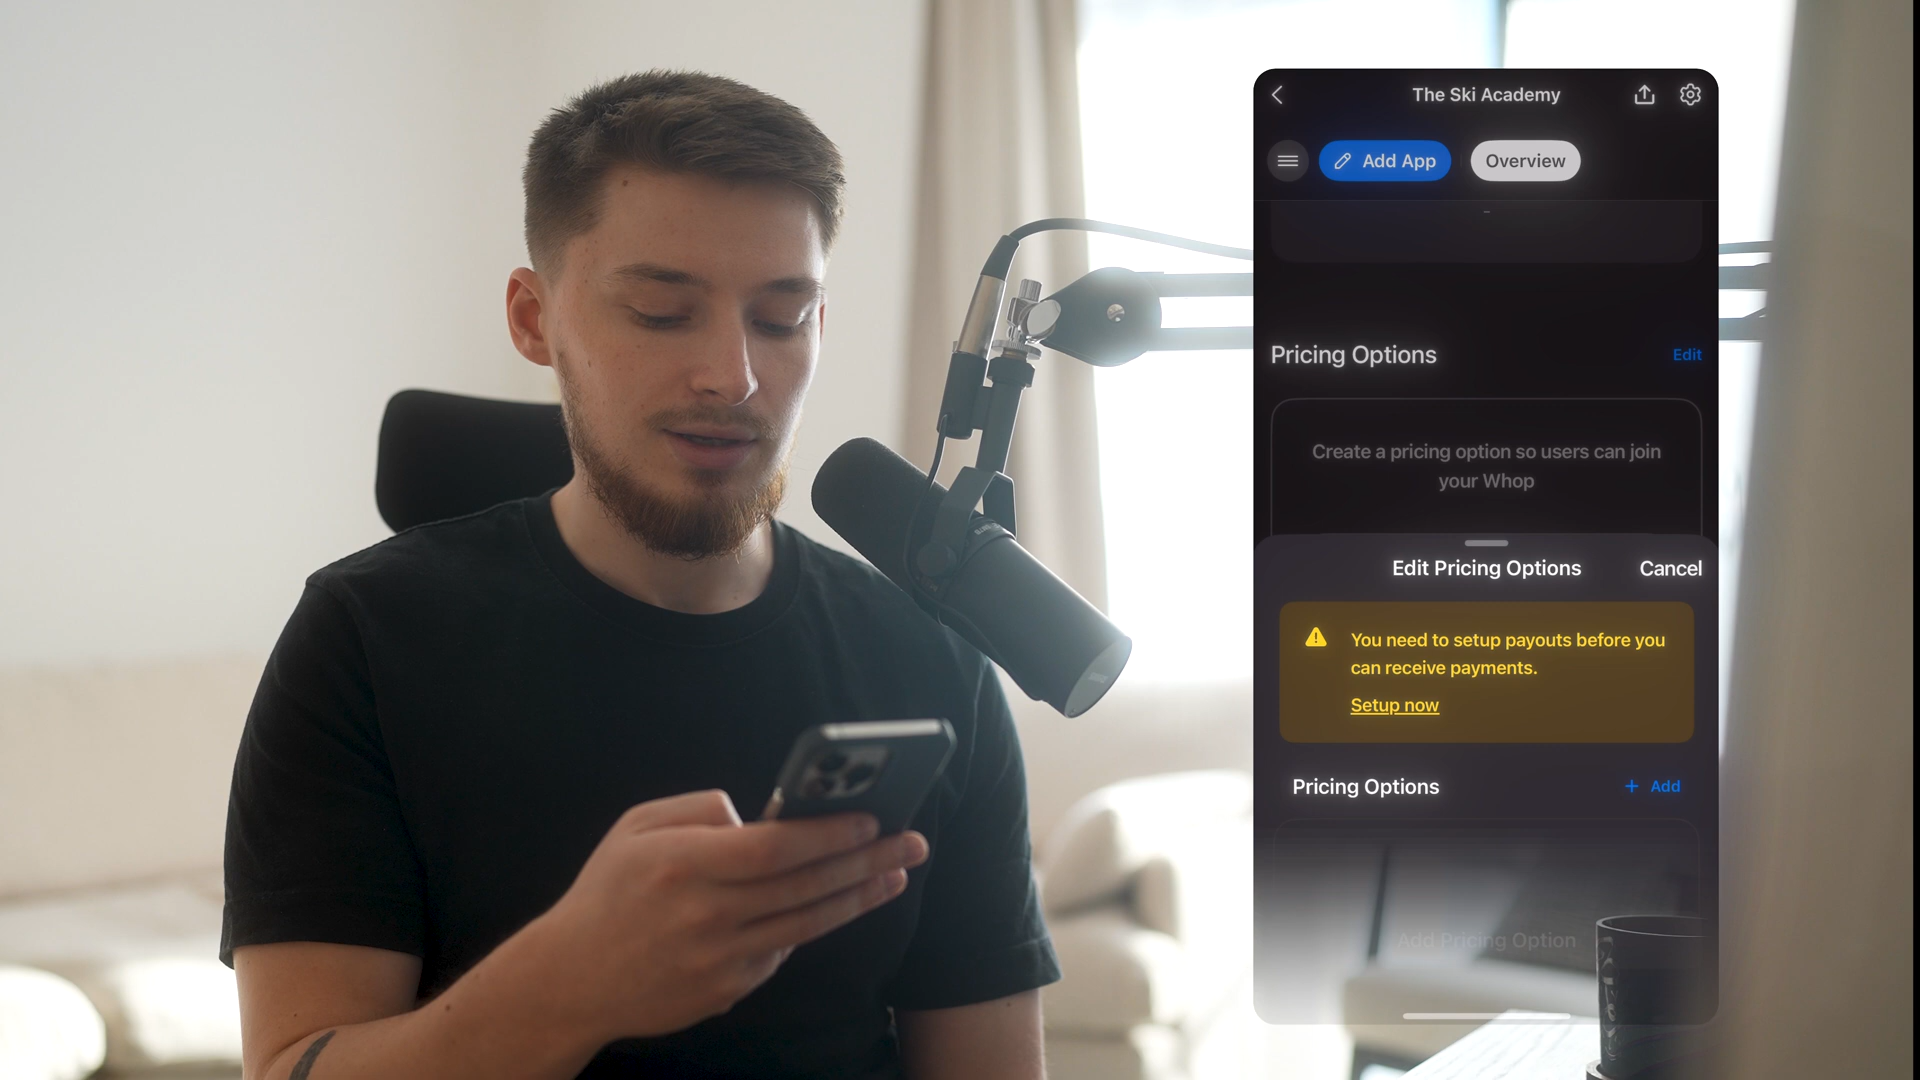 The Ski Academy
Add App
Overview
Pricing Options
Edit
Create a pricing option so users can join
your Whop
Edit Pricing Options
Cancel
You need to setup payouts before you
can receive payments.
Setup now
Pricing Options
+ Add
Add Pricing Option